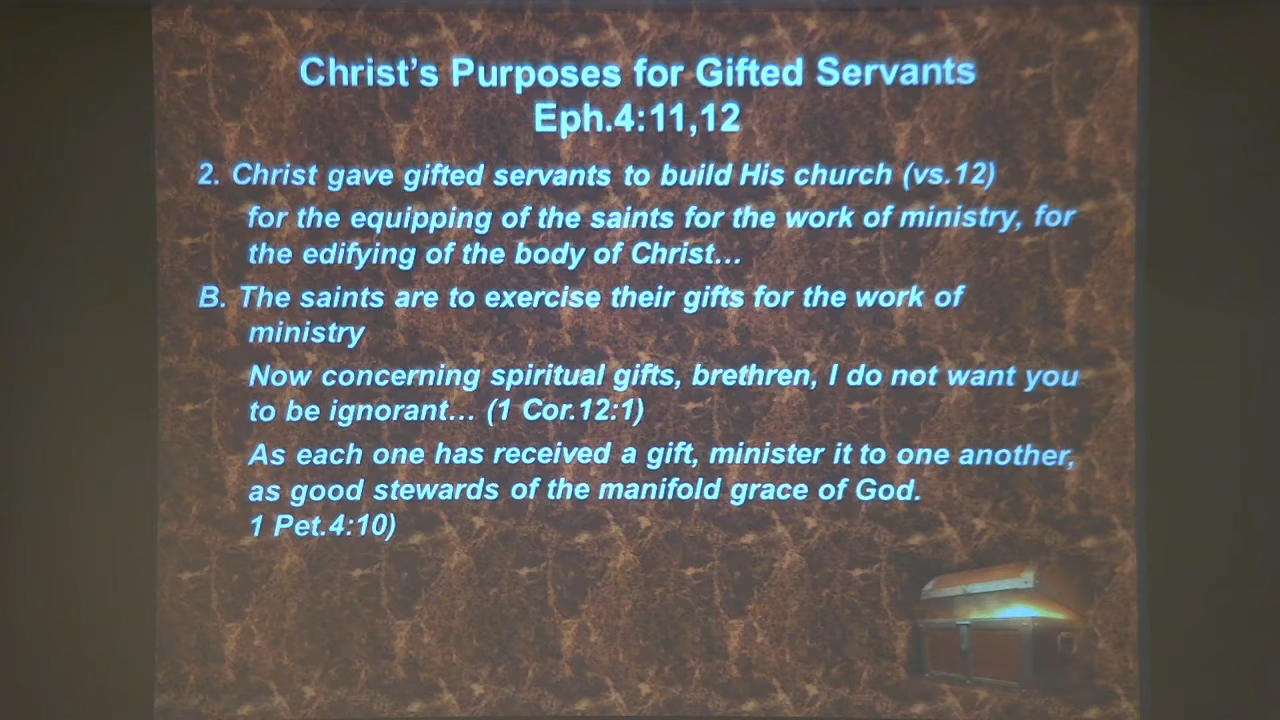 Christ's Purposes for Gifted Servants
Eph.4:11,12
2. Christ gave gifted servants to build His church (vs.12)
for the equipping of the saints for the work of ministry, for
the edifying of the body of Christ...
B. The saints are to exercise their gifts for the work of
ministry
Now concerning spiritual gifts, brethren, I do not want you
to be ignorant... (1 Cor.12:1)
As each one has received a gift, minister it to one another,
as good stewards of the manifold grace of God.
1 Pet.4:10)